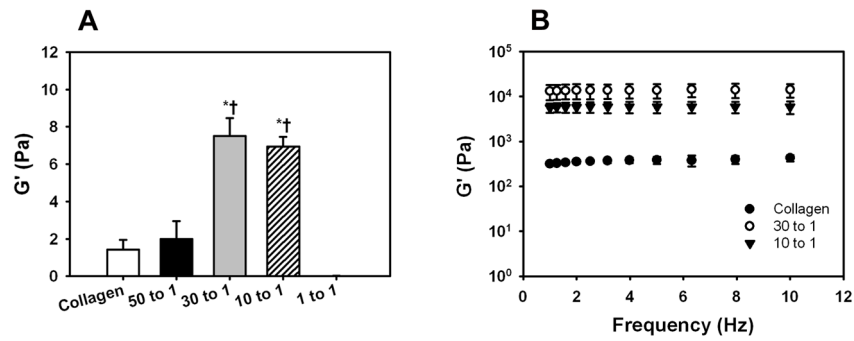 A
G' (Pa)
12
10
8
6
4
2
0
*†
*†
Collagen
50 to 1
30 to 1
10 to 1
1 to 1
B
G' (Pa)
10⁵
10⁴
10³
10²
10¹
10⁰
Collagen
30 to 1
10 to 1
0 2 4 6 8 10 12
Frequency (Hz)